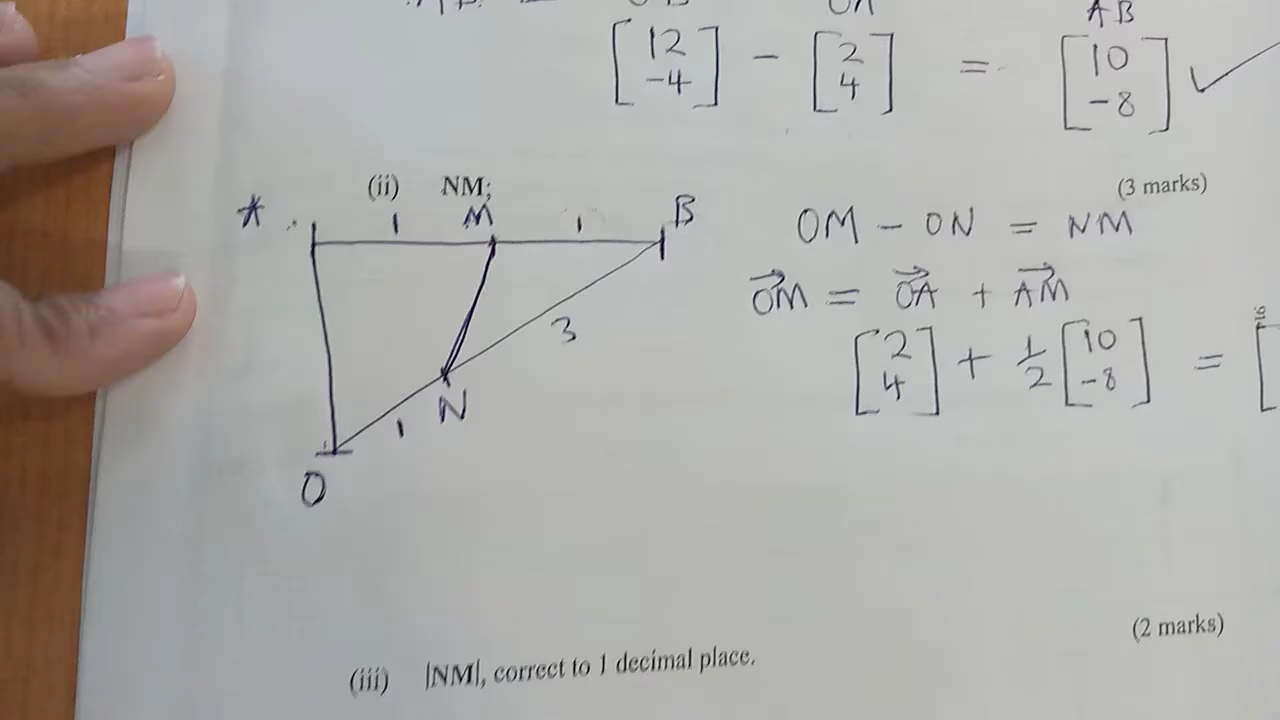 [12 -4] - [2 4] = AB [10 -8] ✓
(3 marks)
(ii) NM;
A 1 M 1 B
OM - ON = NM
OM = OA + AM
[2 4] + 1/2 [10 -8] = [
3
N
1
O
(2 marks)
(iii) |NM|, correct to 1 decimal place.